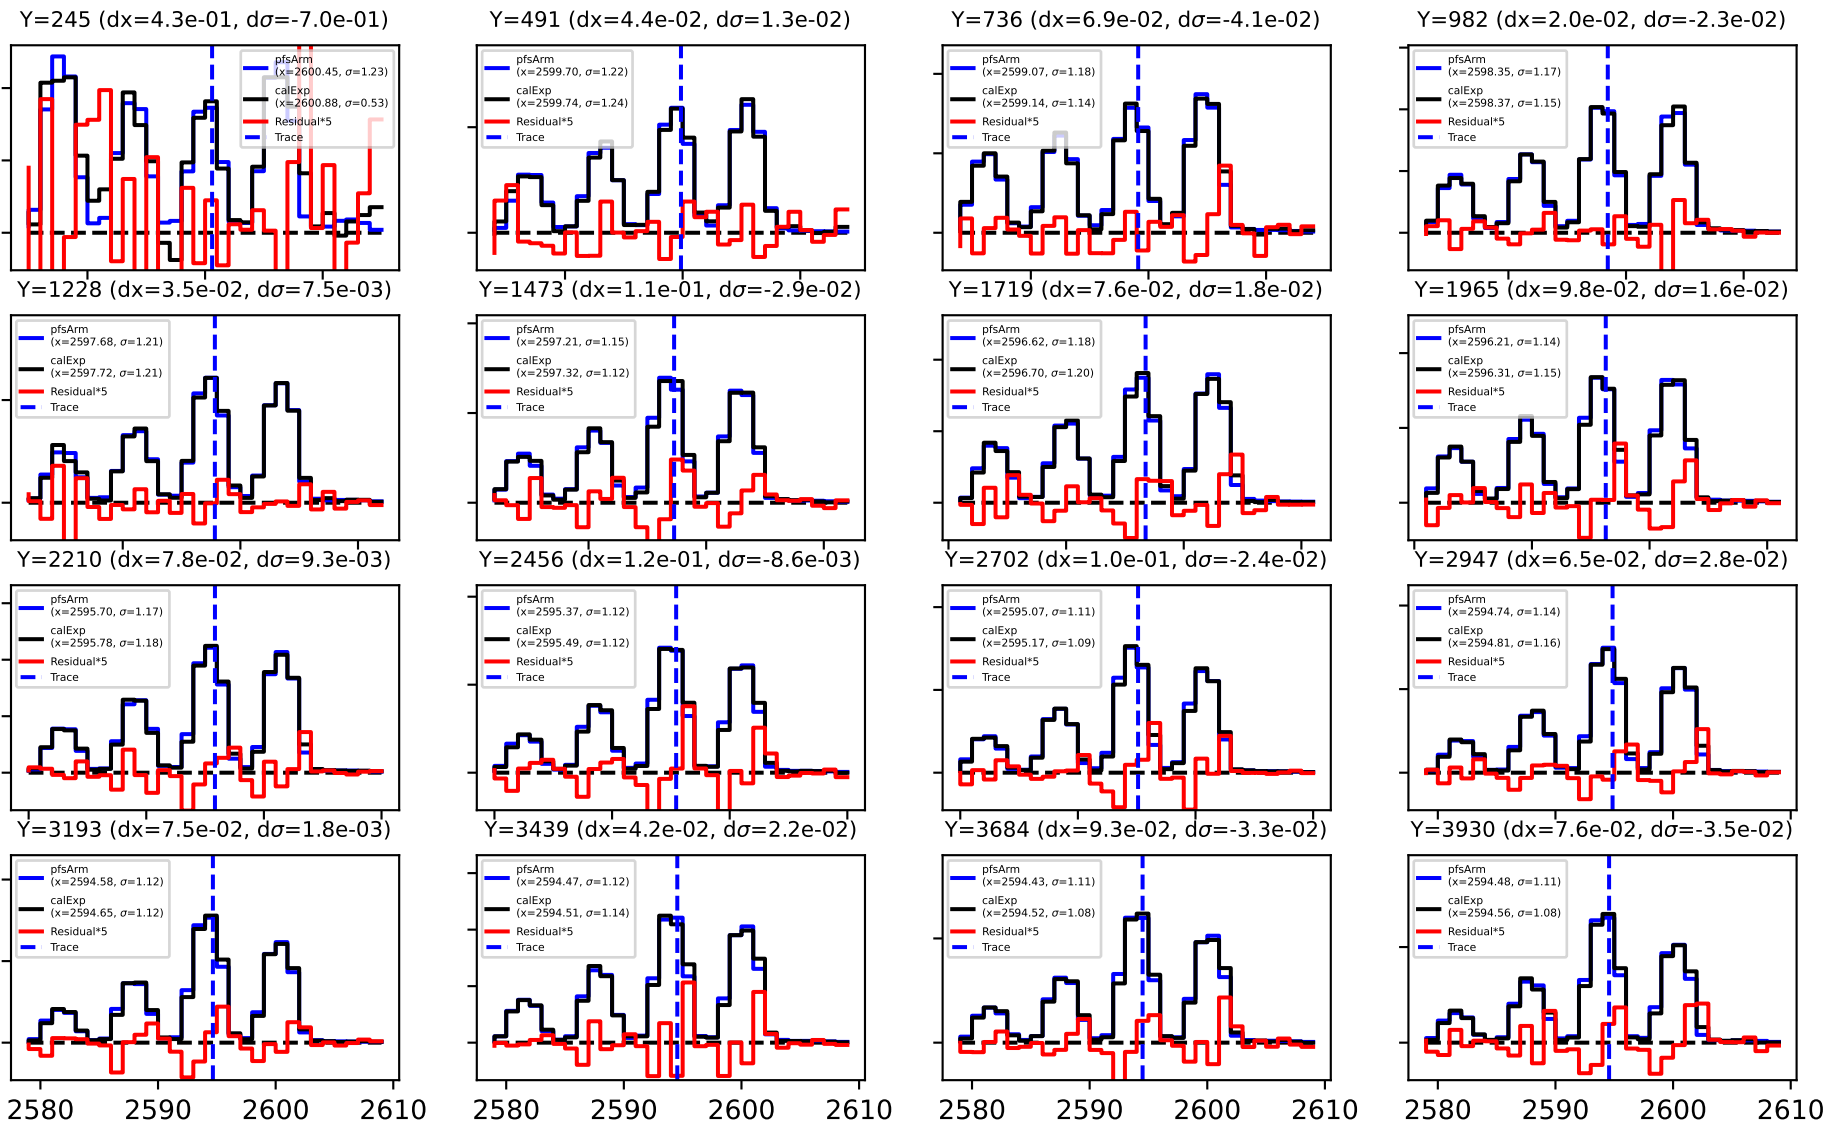 Y=245 (dx=4.3e-01, dσ=-7.0e-01)
pfsArm
(x=2600.45, σ=1.23)
calExp
(x=2600.88, σ=0.53)
Residual*5
Trace
Y=491 (dx=4.4e-02, dσ=1.3e-02)
pfsArm
(x=2599.70, σ=1.22)
calExp
(x=2599.74, σ=1.24)
Residual*5
Trace
Y=736 (dx=6.9e-02, dσ=-4.1e-02)
pfsArm
(x=2599.07, σ=1.18)
calExp
(x=2599.14, σ=1.14)
Residual*5
Trace
Y=982 (dx=2.0e-02, dσ=-2.3e-02)
pfsArm
(x=2598.35, σ=1.17)
calExp
(x=2598.37, σ=1.15)
Residual*5
Trace
Y=1228 (dx=3.5e-02, dσ=7.5e-03)
pfsArm
(x=2597.68, σ=1.21)
calExp
(x=2597.72, σ=1.21)
Residual*5
Trace
Y=1473 (dx=1.1e-01, dσ=-2.9e-02)
pfsArm
(x=2597.21, σ=1.15)
calExp
(x=2597.32, σ=1.12)
Residual*5
Trace
Y=1719 (dx=7.6e-02, dσ=1.8e-02)
pfsArm
(x=2596.62, σ=1.18)
calExp
(x=2596.70, σ=1.20)
Residual*5
Trace
Y=1965 (dx=9.8e-02, dσ=1.6e-02)
pfsArm
(x=2596.21, σ=1.14)
calExp
(x=2596.31, σ=1.15)
Residual*5
Trace
Y=2210 (dx=7.8e-02, dσ=9.3e-03)
pfsArm
(x=2595.70, σ=1.17)
calExp
(x=2595.78, σ=1.18)
Residual*5
Trace
Y=2456 (dx=1.2e-01, dσ=-8.6e-03)
pfsArm
(x=2595.37, σ=1.12)
calExp
(x=2595.49, σ=1.12)
Residual*5
Trace
Y=2702 (dx=1.0e-01, dσ=-2.4e-02)
pfsArm
(x=2595.07, σ=1.11)
calExp
(x=2595.17, σ=1.09)
Residual*5
Trace
Y=2947 (dx=6.5e-02, dσ=2.8e-02)
pfsArm
(x=2594.74, σ=1.14)
calExp
(x=2594.81, σ=1.16)
Residual*5
Trace
Y=3193 (dx=7.5e-02, dσ=1.8e-03)
pfsArm
(x=2594.58, σ=1.12)
calExp
(x=2594.65, σ=1.12)
Residual*5
Trace
Y=3439 (dx=4.2e-02, dσ=2.2e-02)
pfsArm
(x=2594.47, σ=1.12)
calExp
(x=2594.51, σ=1.14)
Residual*5
Trace
Y=3684 (dx=9.3e-02, dσ=-3.3e-02)
pfsArm
(x=2594.43, σ=1.11)
calExp
(x=2594.52, σ=1.08)
Residual*5
Trace
Y=3930 (dx=7.6e-02, dσ=-3.5e-02)
pfsArm
(x=2594.48, σ=1.11)
calExp
(x=2594.56, σ=1.08)
Residual*5
Trace
2580 2590 2600 2610
2580 2590 2600 2610
2580 2590 2600 2610
2580 2590 2600 2610